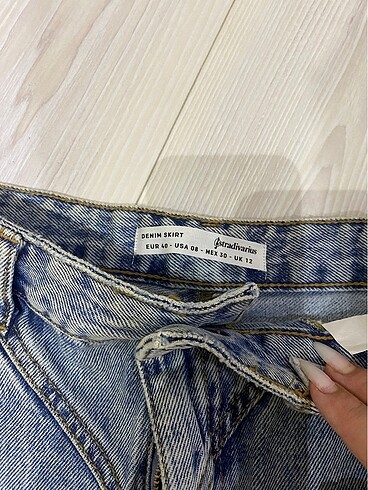 DENIM SKIRT
stradivarius
EUR 40 - USA 08 - MEX 30 - UK 12